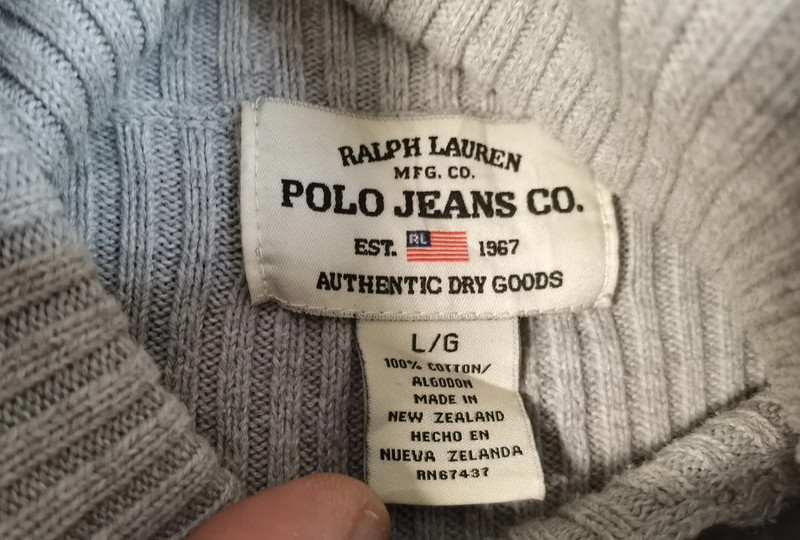 RALPH LAUREN
MFG. CO.
POLO JEANS CO.
EST. RL 1967
AUTHENTIC DRY GOODS
L/G
100% COTTON/
ALGODON
MADE IN
NEW ZEALAND
HECHO EN
NUEVA ZELANDA
RN67437